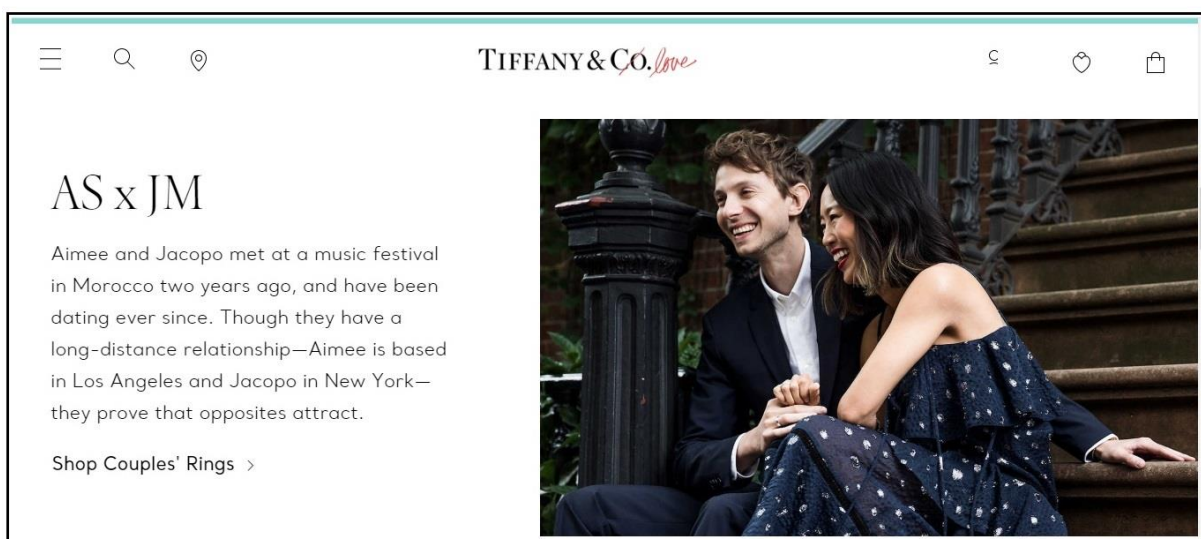 TIFFANY & CO. love
AS x JM
Aimee and Jacopo met at a music festival
in Morocco two years ago, and have been
dating ever since. Though they have a
long-distance relationship—Aimee is based
in Los Angeles and Jacopo in New York—
they prove that opposites attract.
Shop Couples' Rings >